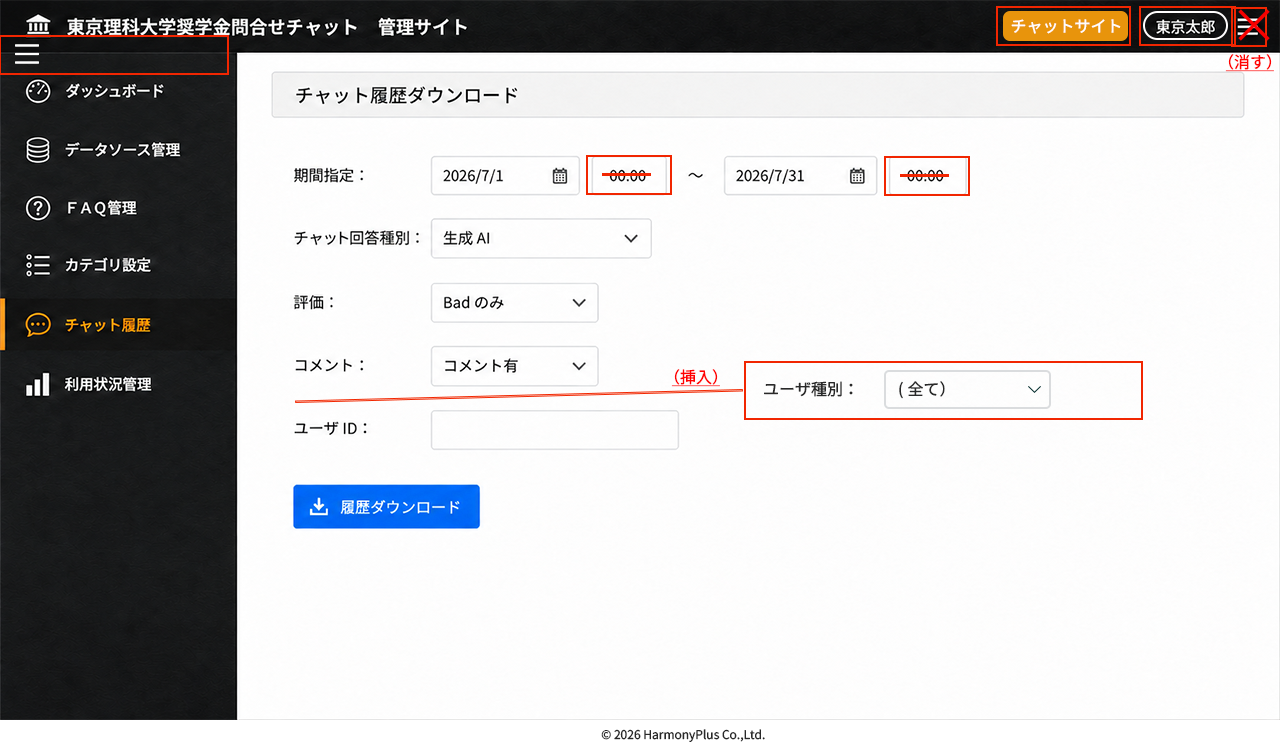 東京理科大学奨学金問合せチャット　管理サイト
チャットサイト
東京太郎
(消す)
ダッシュボード
データソース管理
ＦＡＱ管理
カテゴリ設定
チャット履歴
利用状況管理
チャット履歴ダウンロード
期間指定： 2026/7/1 00:00 ～ 2026/7/31 00:00
チャット回答種別： 生成 AI
評価： Bad のみ
コメント： コメント有
(挿入)
ユーザ種別： ( 全て)
ユーザ ID：
履歴ダウンロード
© 2026 HarmonyPlus Co.,Ltd.